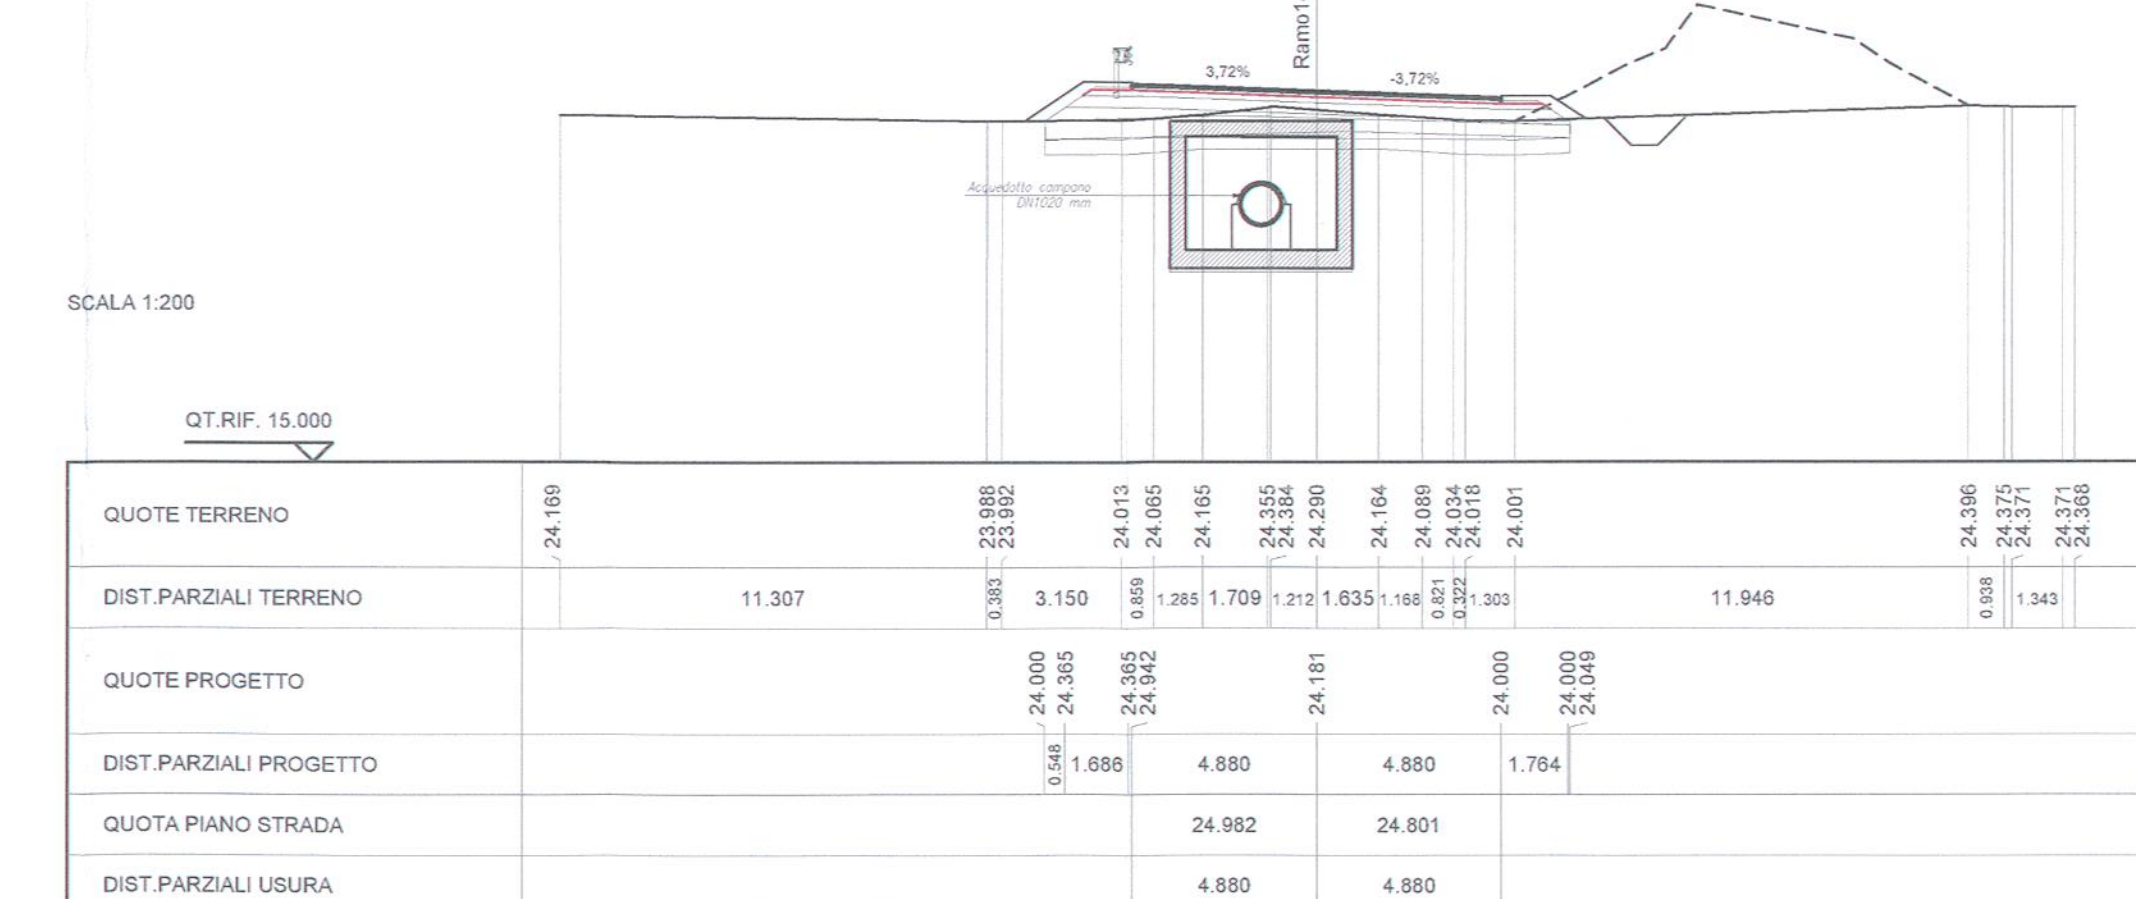 Ramo1
3,72%
-3,72%
Acquedotto campano
DN1020 mm
SCALA 1:200
QT.RIF. 15.000
QUOTE TERRENO 24.169 23.988 23.992 24.013 24.065 24.165 24.355 24.384 24.290 24.164 24.089 24.034 24.018 24.001 24.396 24.375 24.371 24.371 24.368
DIST.PARZIALI TERRENO 11.307 0.383 3.150 0.859 1.285 1.709 1.212 1.635 1.168 0.821 0.322 1.303 11.946 0.938 1.343
QUOTE PROGETTO 24.000 24.365 24.365 24.942 24.181 24.000 24.000 24.049
DIST.PARZIALI PROGETTO 0.548 1.686 4.880 4.880 1.764
QUOTA PIANO STRADA 24.982 24.801
DIST.PARZIALI USURA 4.880 4.880